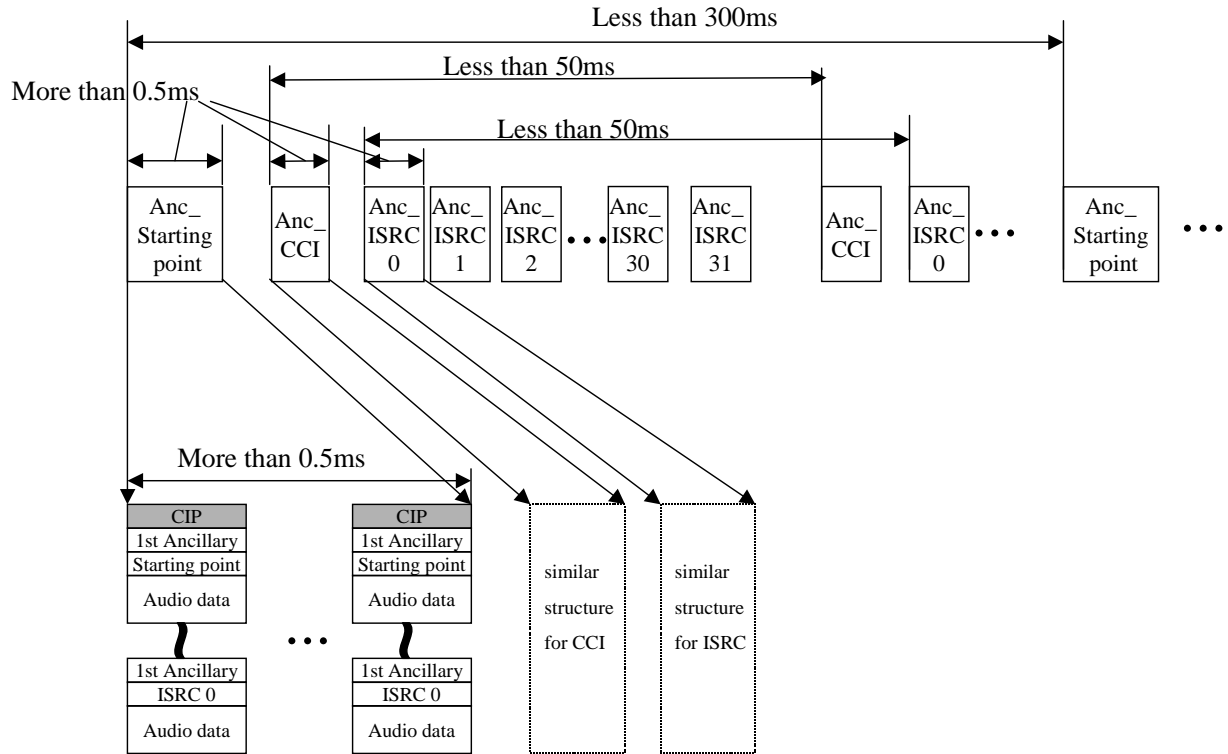 Less than 300ms
Less than 50ms
More than 0.5ms
Less than 50ms
Anc_
Starting
point
Anc_
CCI
Anc_
ISRC
0
Anc_
ISRC
1
Anc_
ISRC
2
•••
Anc_
ISRC
30
Anc_
ISRC
31
Anc_
CCI
Anc_
ISRC
0
•••
Anc_
Starting
point
•••
More than 0.5ms
CIP
1st Ancillary
Starting point
Audio data
1st Ancillary
ISRC 0
Audio data
•••
CIP
1st Ancillary
Starting point
Audio data
1st Ancillary
ISRC 0
Audio data
similar
structure
for CCI
similar
structure
for ISRC